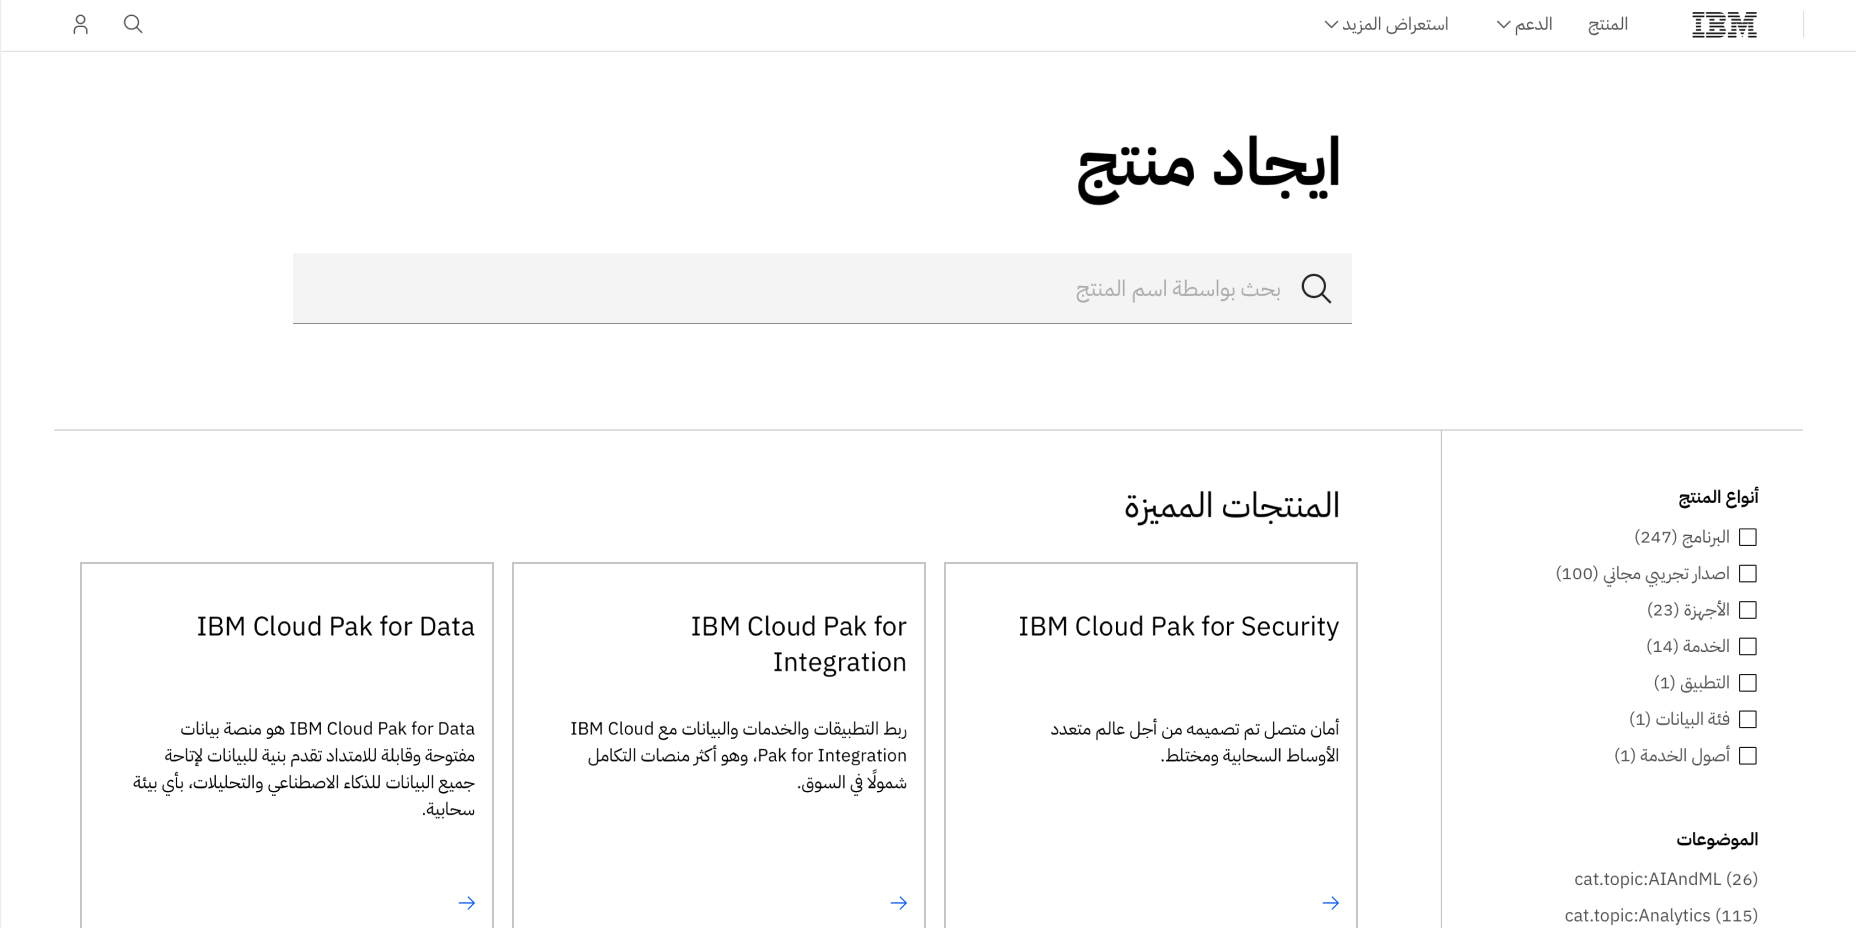 IBM
المنتج
الدعم
استعراض المزيد
ايجاد منتج
بحث بواسطة اسم المنتج
أنواع المنتج
البرنامج (247)
اصدار تجريبي مجاني (100)
الأجهزة (23)
الخدمة (14)
التطبيق (1)
فئة البيانات (1)
أصول الخدمة (1)
الموضوعات
cat.topic:AIAndML (26)
cat.topic:Analytics (115)
المنتجات المميزة
IBM Cloud Pak for Security
أمان متصل تم تصميمه من أجل عالم متعدد
الأوساط السحابية ومختلط.
IBM Cloud Pak for
Integration
ربط التطبيقات والخدمات والبيانات مع IBM Cloud
Pak for Integration، وهو أكثر منصات التكامل
شمولًا في السوق.
IBM Cloud Pak for Data
IBM Cloud Pak for Data هو منصة بيانات
مفتوحة وقابلة للامتداد تقدم بنية للبيانات لإتاحة
جميع البيانات للذكاء الاصطناعي والتحليلات، بأي بيئة
سحابية.